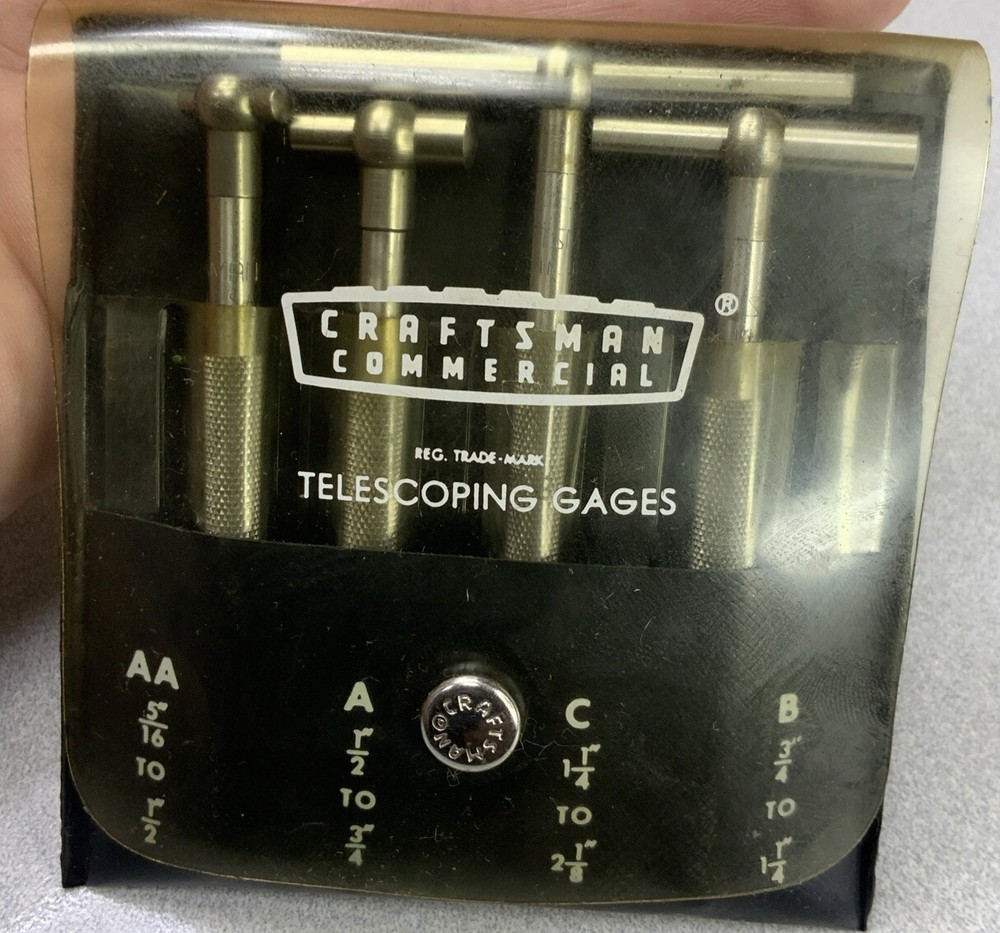 CRAFTSMAN ®
COMMERCIAL
REG. TRADE-MARK
TELESCOPING GAGES
AA
5/16"
TO
1/2"
A
1/2"
TO
3/4"
CRAFTSMAN ®
C
1 1/4"
TO
2 1/8"
B
3/4"
TO
1 1/4"